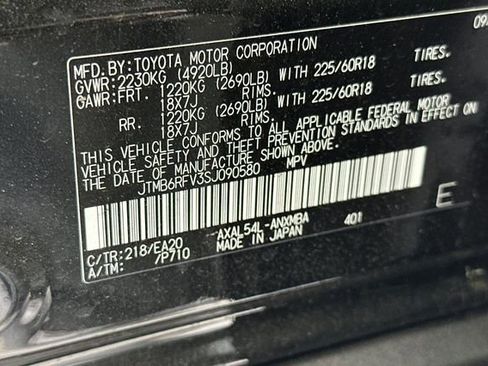 MFD.BY:TOYOTA MOTOR CORPORATION 09
GVWR:2230KG (4920LB)
GAWR:FRT. 1220KG (2690LB) WITH 225/60R18 TIRES.
18X7J RIMS.
RR. 1220KG (2690LB) WITH 225/60R18 TIRES.
18X7J RIMS.
THIS VEHICLE CONFORMS TO ALL APPLICABLE FEDERAL MOTOR
VEHICLE SAFETY AND THEFT PREVENTION STANDARDS IN EFFECT ON
THE DATE OF MANUFACTURE SHOWN ABOVE.
JTMB6RFV3SJ090580 MPV
-AXAL54L-ANXMBA 401 E
C/TR:218/EA20 MADE IN JAPAN
A/TM: 7P710